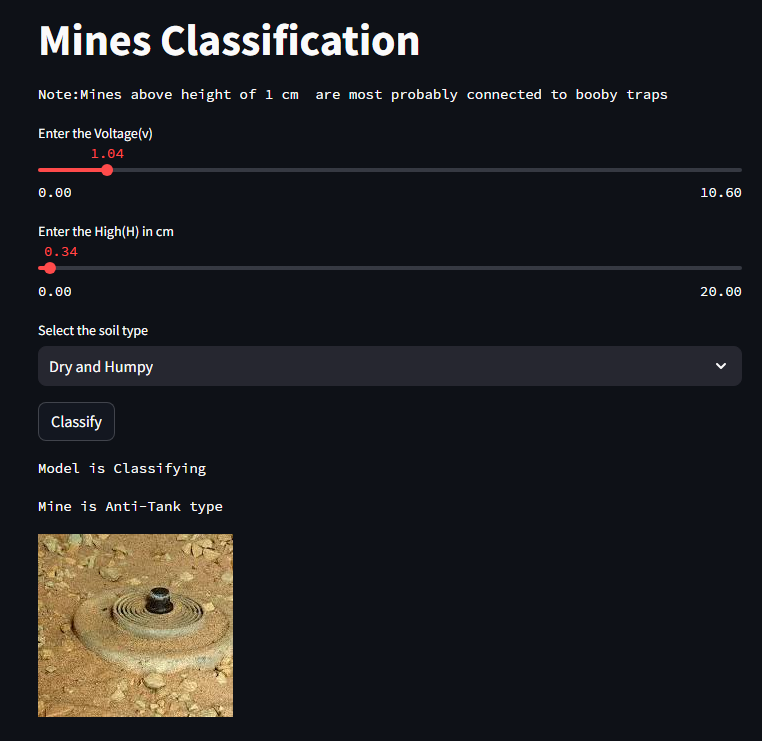 Mines Classification
Note:Mines above height of 1 cm  are most probably connected to booby traps
Enter the Voltage(v)
1.04
0.00 10.60
Enter the High(H) in cm
0.34
0.00 20.00
Select the soil type
Dry and Humpy
Classify
Model is Classifying
Mine is Anti-Tank type